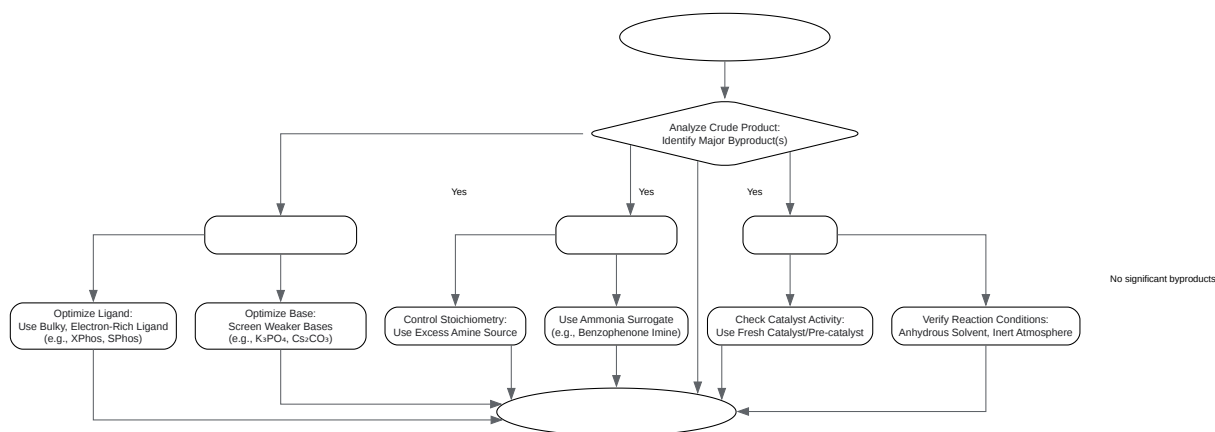 Analyze Crude Product:
Identify Major Byproduct(s)
Yes
Yes
Yes
No significant byproducts
Optimize Ligand:
Use Bulky, Electron-Rich Ligand
(e.g., XPhos, SPhos)
Optimize Base:
Screen Weaker Bases
(e.g., K₃PO₄, Cs₂CO₃)
Control Stoichiometry:
Use Excess Amine Source
Use Ammonia Surrogate
(e.g., Benzophenone Imine)
Check Catalyst Activity:
Use Fresh Catalyst/Pre-catalyst
Verify Reaction Conditions:
Anhydrous Solvent, Inert Atmosphere